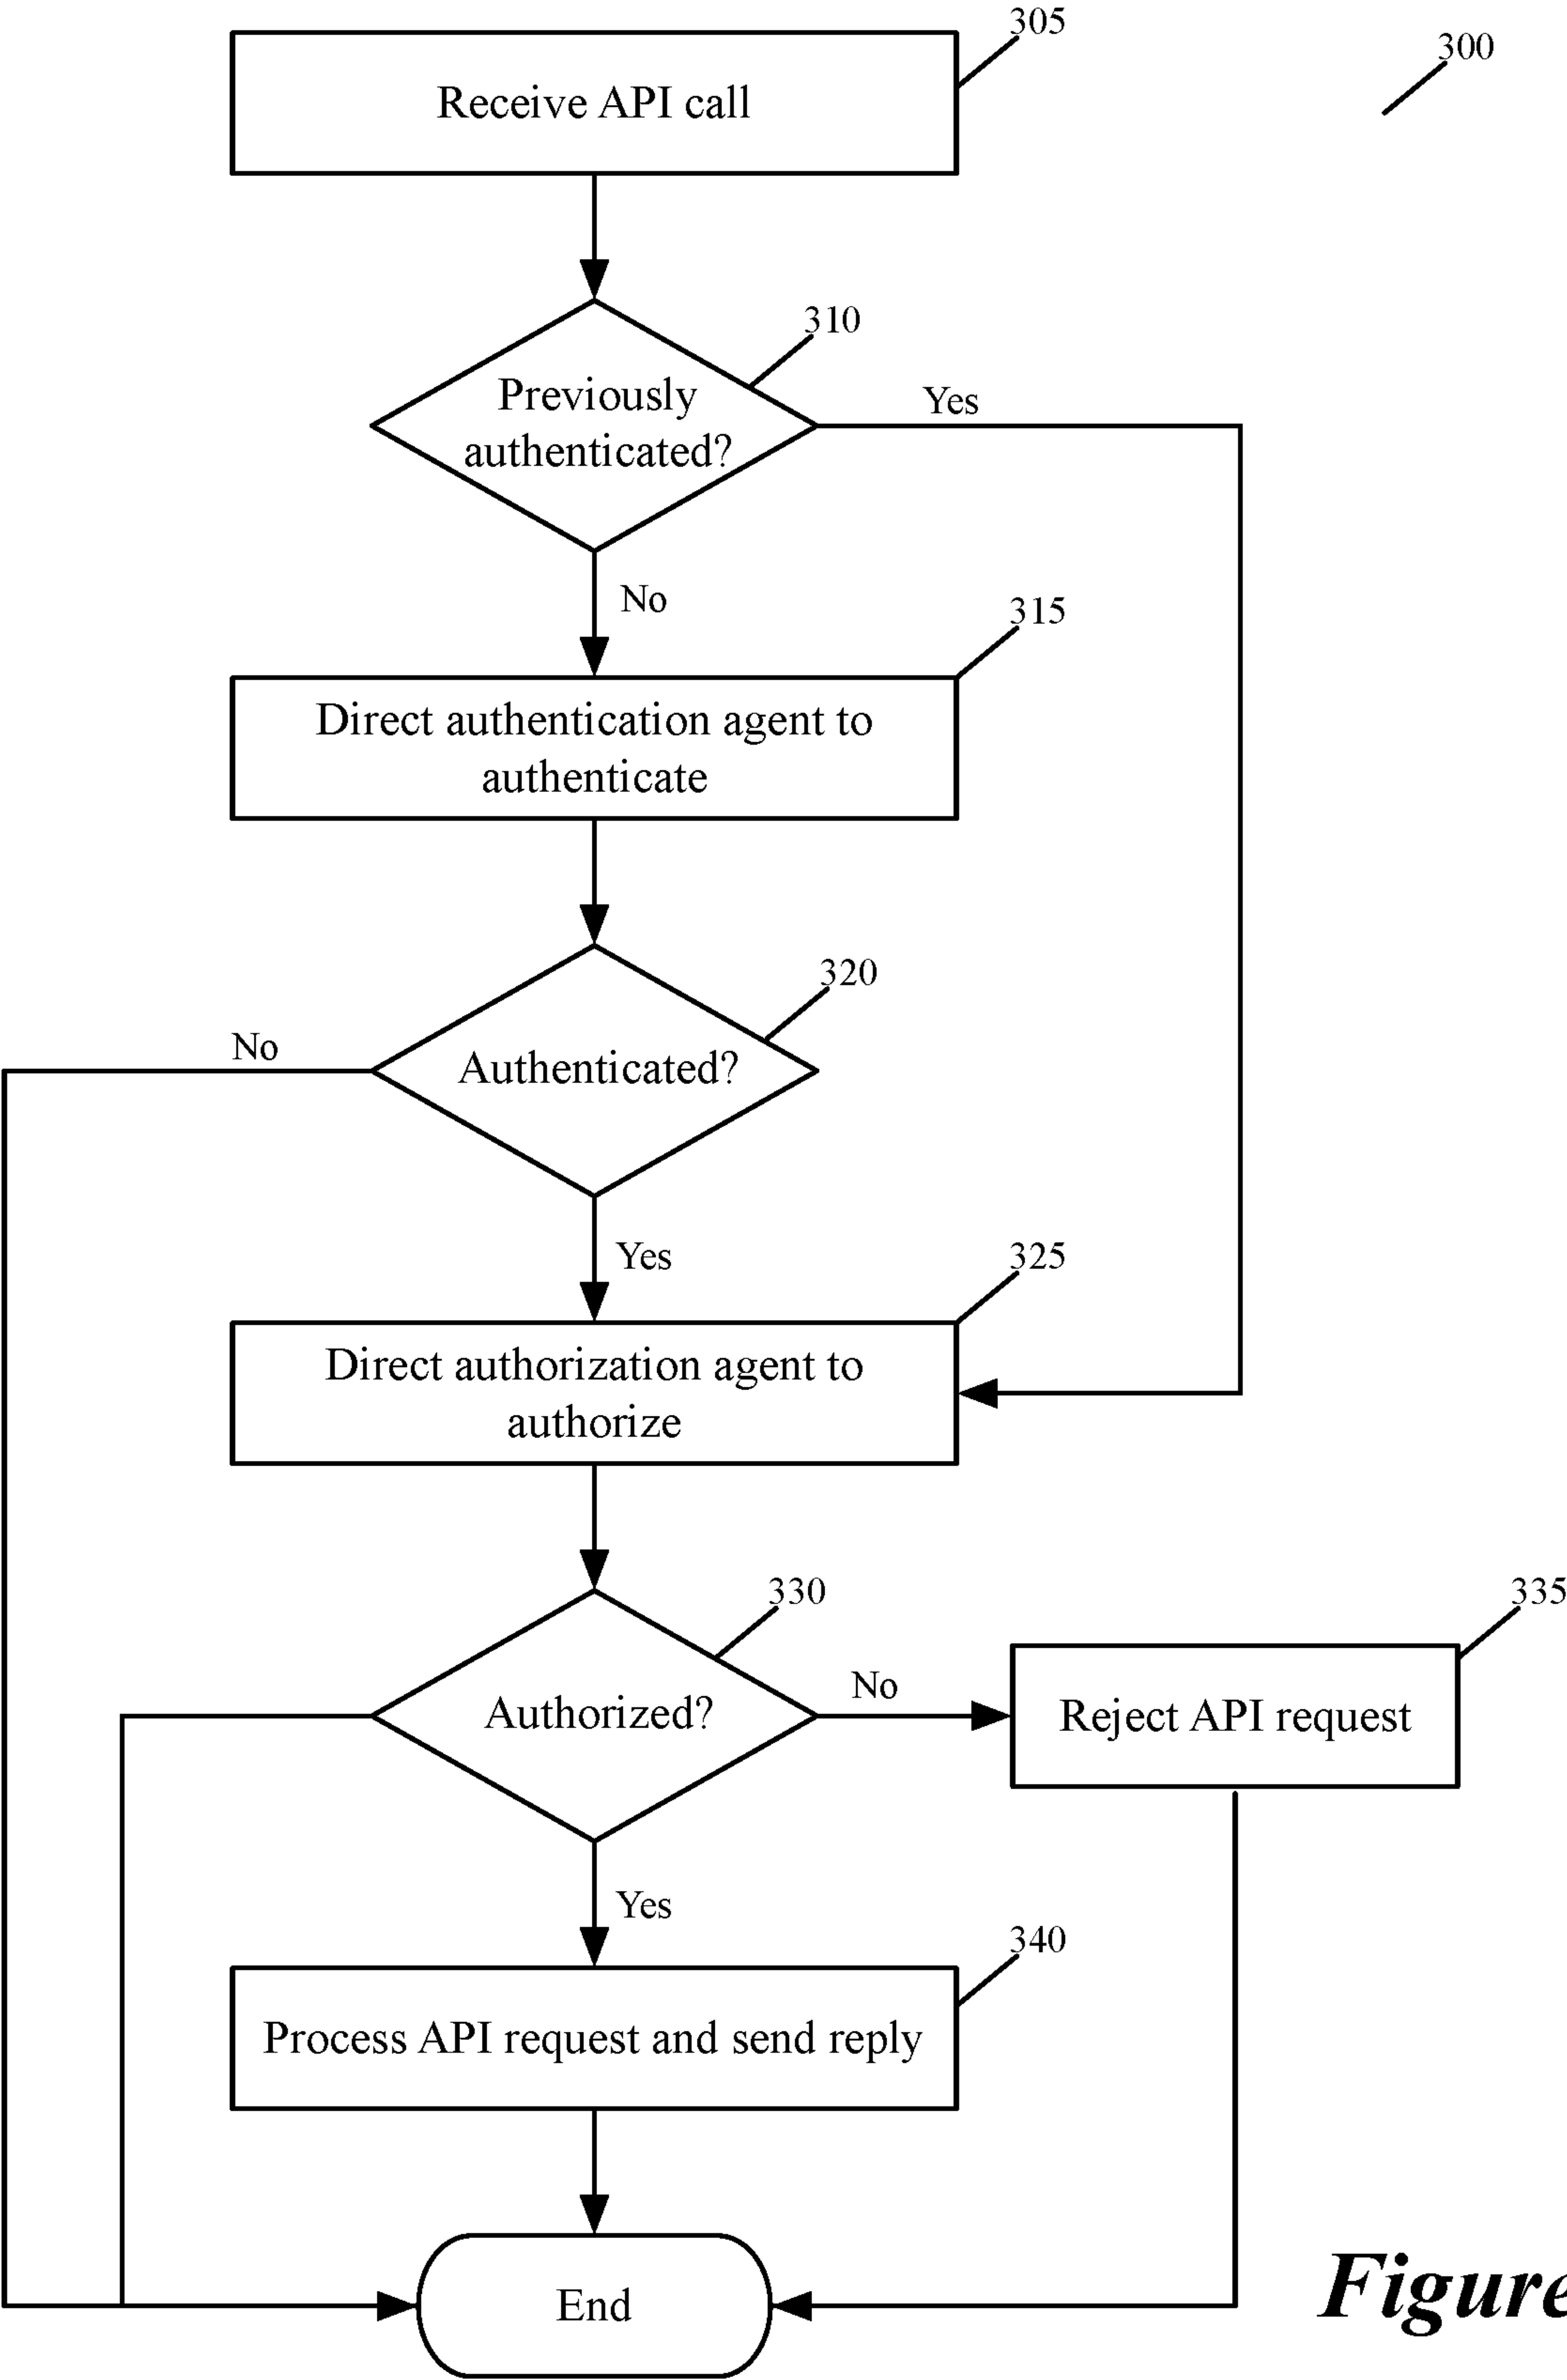 305
300
Receive API call
310
Previously
authenticated?
Yes
No
315
Direct authentication agent to
authenticate
320
No
Authenticated?
Yes
325
Direct authorization agent to
authorize
330
335
Authorized?
No
Reject API request
Yes
340
Process API request and send reply
End
Figure